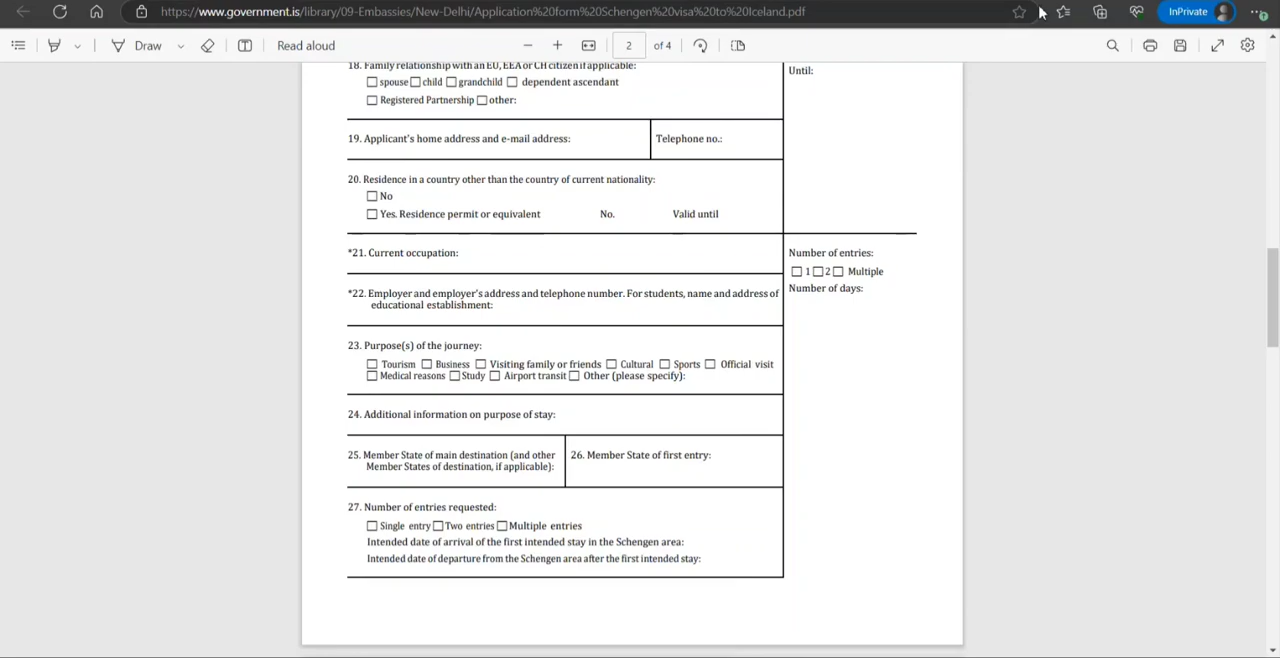 https://www.government.is/library/09-Embassies/New-Delhi/Application%20form%20Schengen%20visa%20to%20Iceland.pdf
InPrivate
Draw
Read aloud
2
of 4
18. Family relationship with an EU, EEA or CH citizen if applicable:
spouse child grandchild dependent ascendant
Registered Partnership other:
Until:
19. Applicant's home address and e-mail address:
Telephone no.:
20. Residence in a country other than the country of current nationality:
No
Yes. Residence permit or equivalent No. Valid until
*21. Current occupation:
Number of entries:
1 2 Multiple
Number of days:
*22. Employer and employer's address and telephone number. For students, name and address of
educational establishment:
23. Purpose(s) of the journey:
Tourism Business Visiting family or friends Cultural Sports Official visit
Medical reasons Study Airport transit Other (please specify):
24. Additional information on purpose of stay:
25. Member State of main destination (and other
Member States of destination, if applicable):
26. Member State of first entry:
27. Number of entries requested:
Single entry Two entries Multiple entries
Intended date of arrival of the first intended stay in the Schengen area:
Intended date of departure from the Schengen area after the first intended stay: